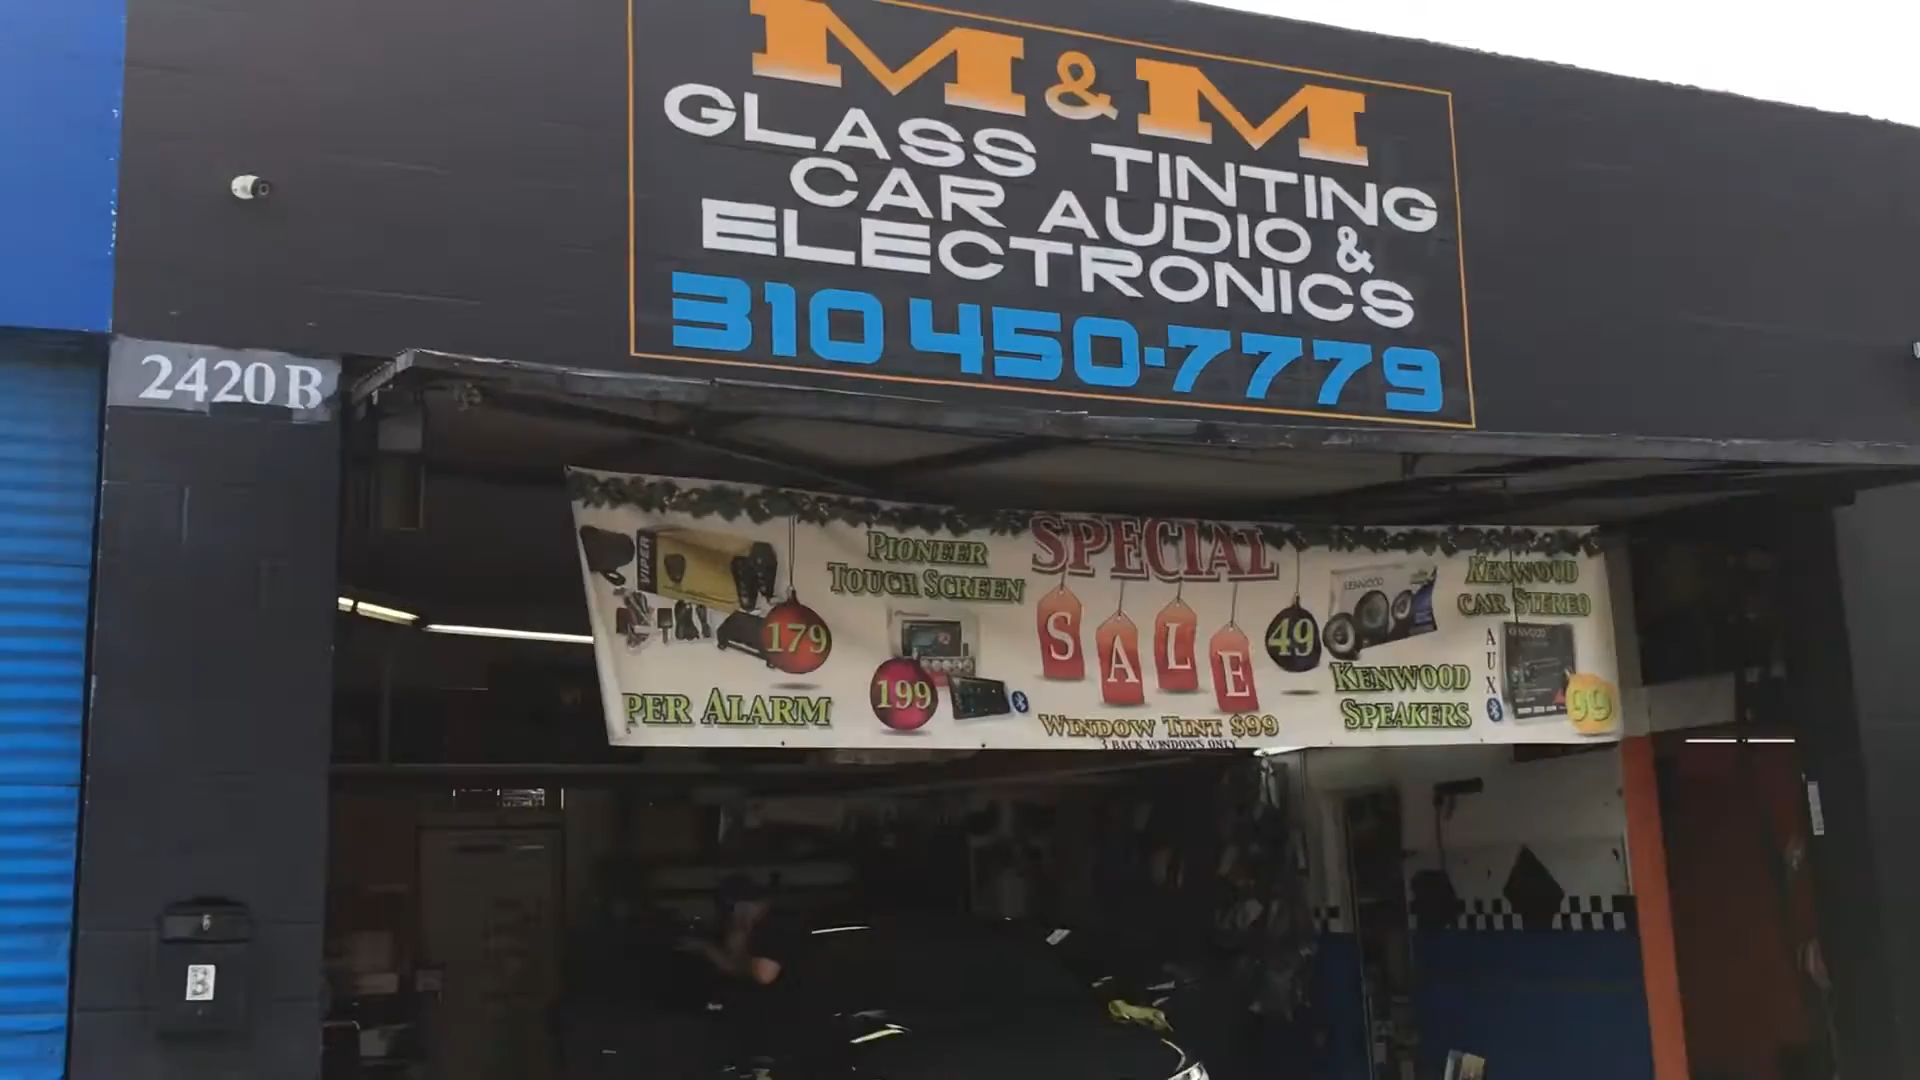 M & M
GLASS TINTING
CAR AUDIO &
ELECTRONICS
310 450-7779
2420 B
SPECIAL
SALE
VIPER
179
PER ALARM
PIONEER
TOUCH SCREEN
199
WINDOW TINT $99
3 BACK WINDOWS ONLY
49
KENWOOD
KENWOOD
SPEAKERS
KENWOOD
CAR STEREO
AUX
KENWOOD
99
B